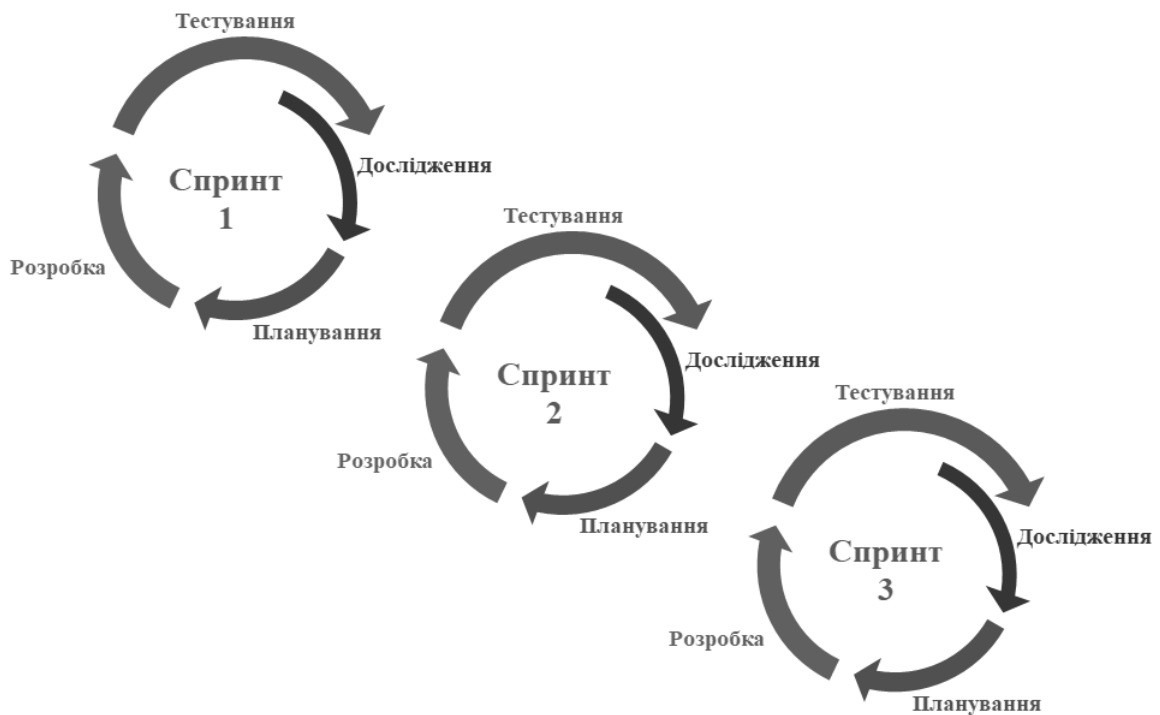 Тестування
Дослідження
Спринт
1
Розробка
Планування
Тестування
Дослідження
Спринт
2
Розробка
Планування
Тестування
Дослідження
Спринт
3
Розробка
Планування